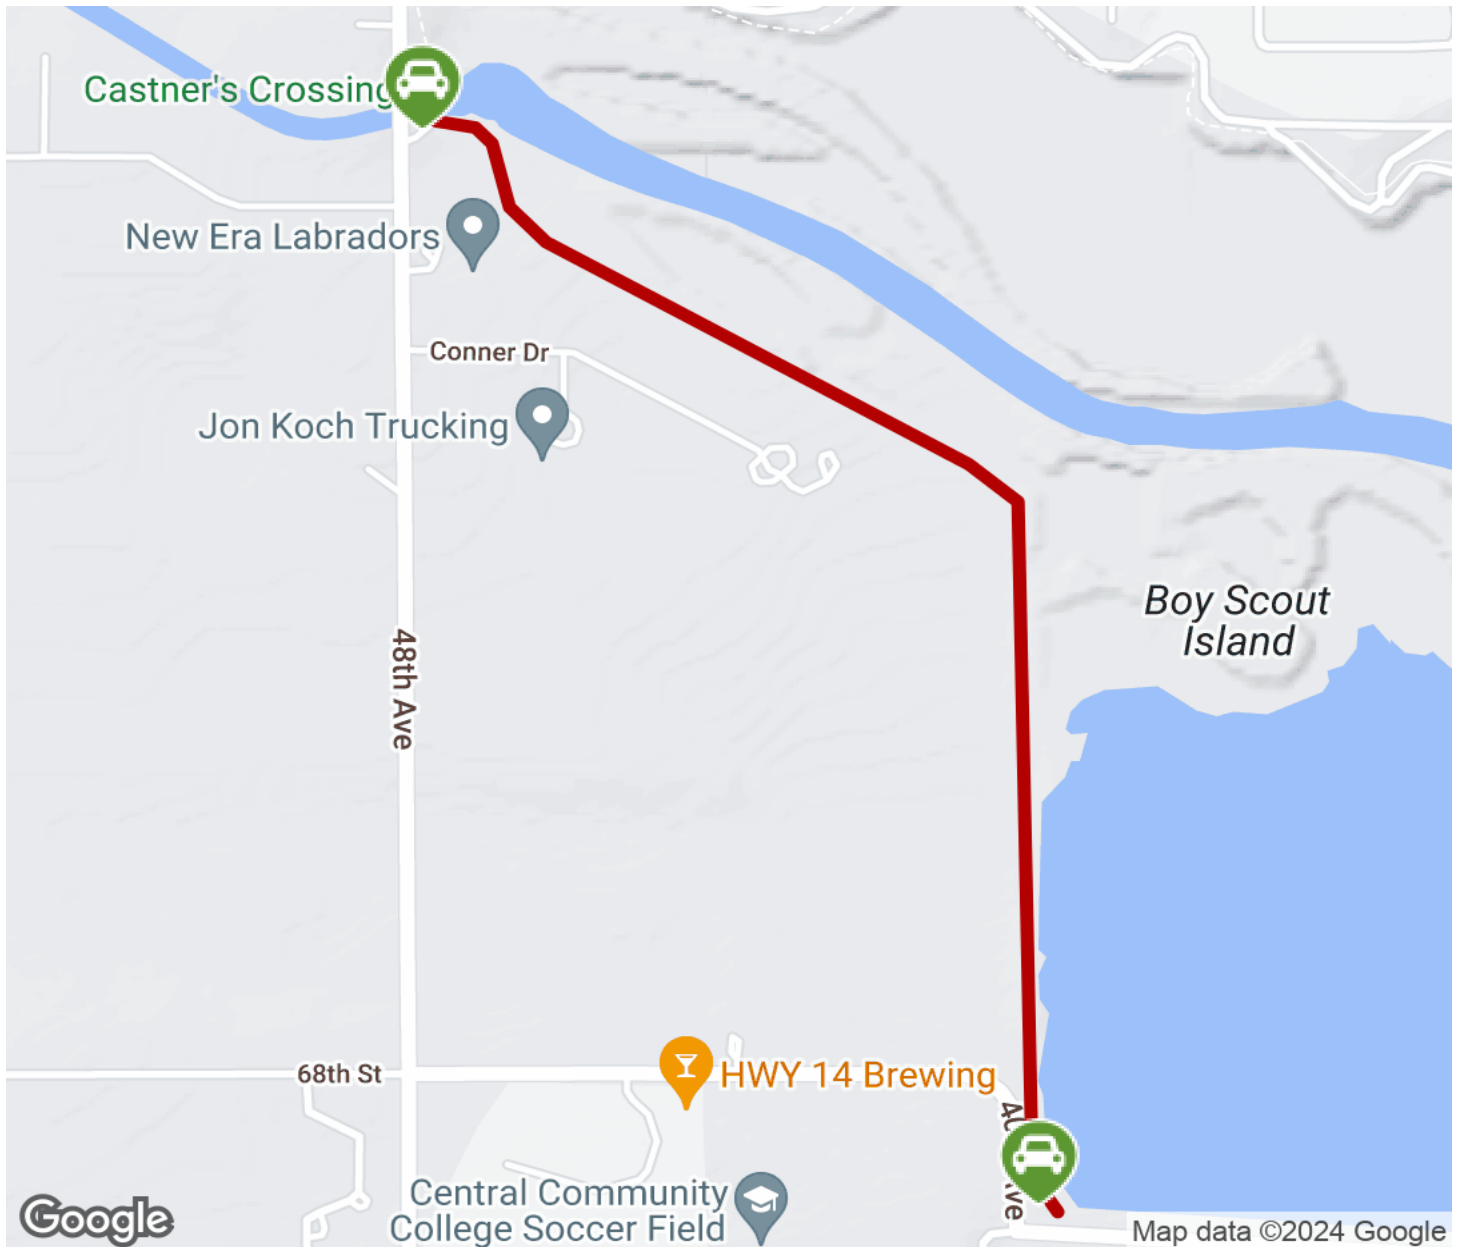 Castner's Crossing
New Era Labradors
Conner Dr
Jon Koch Trucking
Boy Scout
Island
48th Ave
68th St
HWY 14 Brewing
Ave
Central Community
College Soccer Field
Google
Map data ©2024 Google